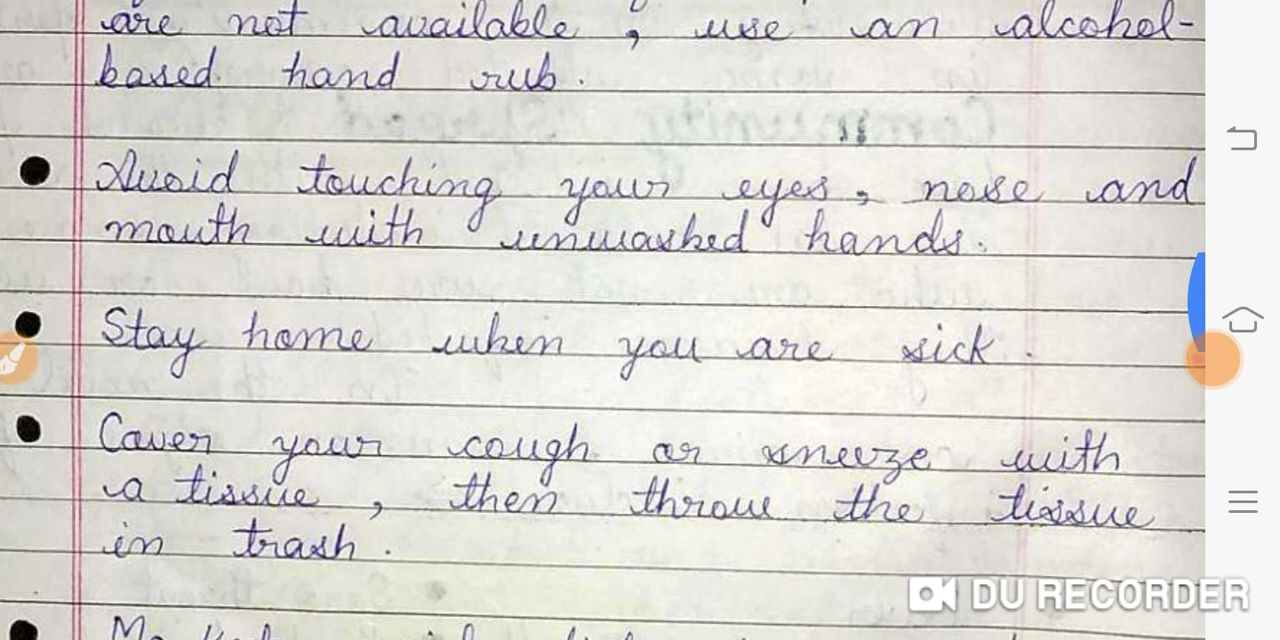 are not available, use an alcohol-
based hand rub.
Avoid touching your eyes, nose and
mouth with unwashed hands.
Stay home when you are sick.
Cover your cough or sneeze with
a tissue, then throw the tissue
in trash.
DU RECORDER